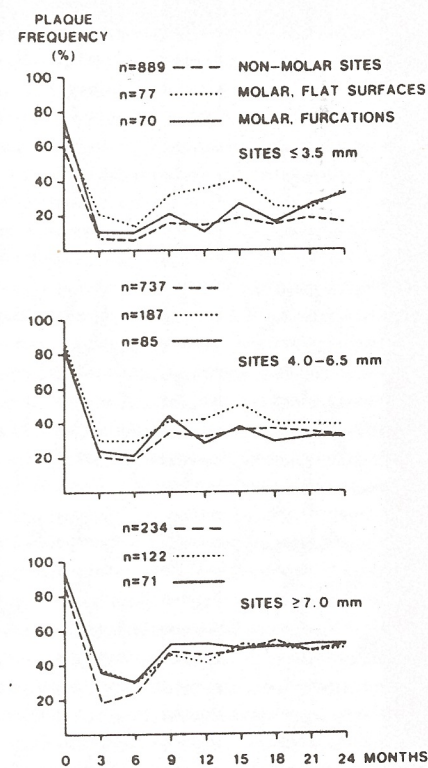 PLAQUE
FREQUENCY
(%)
n=889 NON-MOLAR SITES
n=77 MOLAR, FLAT SURFACES
n=70 MOLAR, FURCATIONS
SITES ≤3.5 mm
100
80
60
40
20
n=737
n=187
n=85
SITES 4.0-6.5 mm
100
80
60
40
20
n=234
n=122
n=71
SITES ≥7.0 mm
100
80
60
40
20
0 3 6 9 12 15 18 21 24 MONTHS